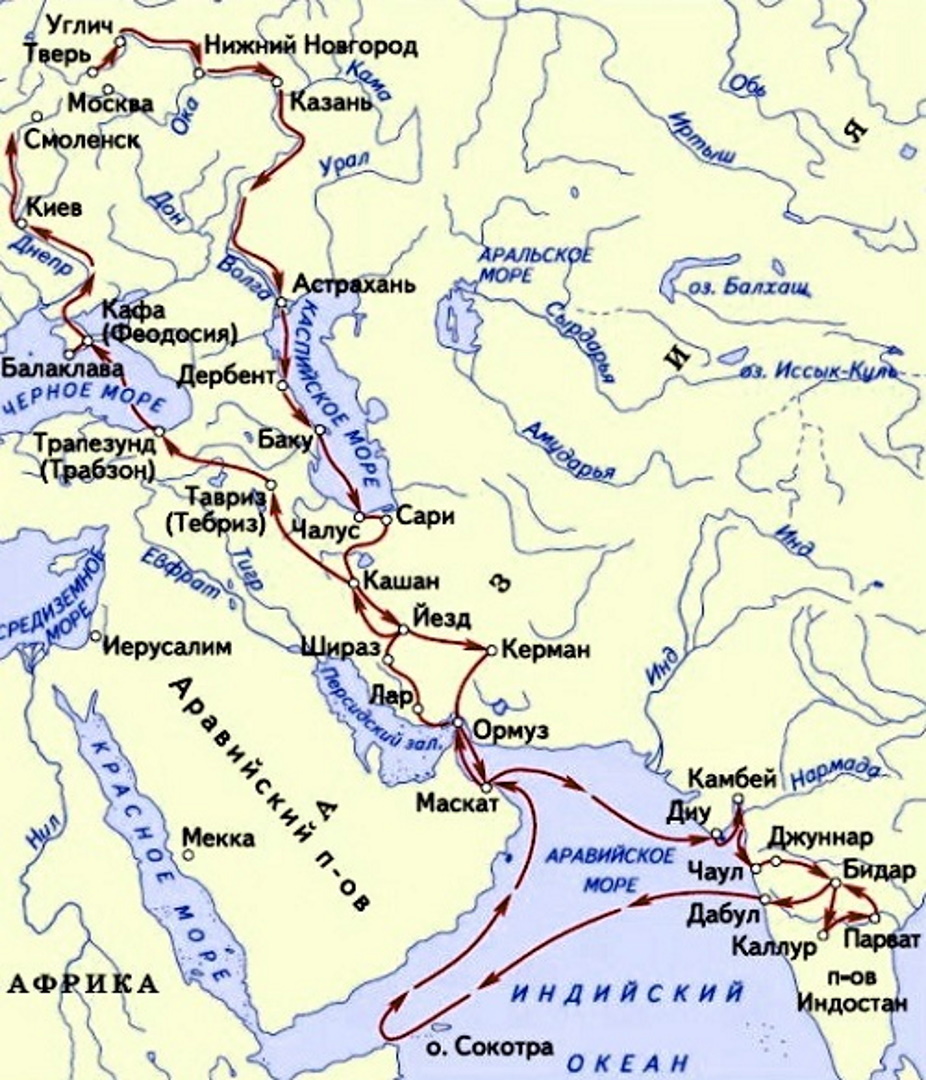 Углич
Тверь
Нижний Новгород
Москва
Ока
Казань
Кама
Обь
Смоленск
Урал
Иртыш
Я
Киев
Дон
Днепр
Волга
Астрахань
АРАЛЬСКОЕ
МОРЕ
оз. Балхаш
Кафа
(Феодосия)
Сырдарья
И
Балаклава
КАСПИЙСКОЕ МОРЕ
оз. Иссык-Куль
ЧЕРНОЕ МОРЕ
Дербент
Трапезунд
(Трабзон)
Баку
Амударья
Тавриз
(Тебриз)
Чалус
Сари
Инд
Евфрат
Тигр
Кашан
З
СРЕДИЗЕМНОЕ
МОРЕ
Йезд
Иерусалим
Шираз
Керман
Инд
Лар
Персидский зал.
Ормуз
Аравийский п-ов
КРАСНОЕ МОРЕ
Маскат
А
Камбей
Нармада
Диу
Нил
Мекка
Джуннар
АРАВИЙСКОЕ
МОРЕ
Чаул
Бидар
Дабул
Каллур
Парват
АФРИКА
п-ов
Индостан
ИНДИЙСКИЙ
о. Сокотра
ОКЕАН